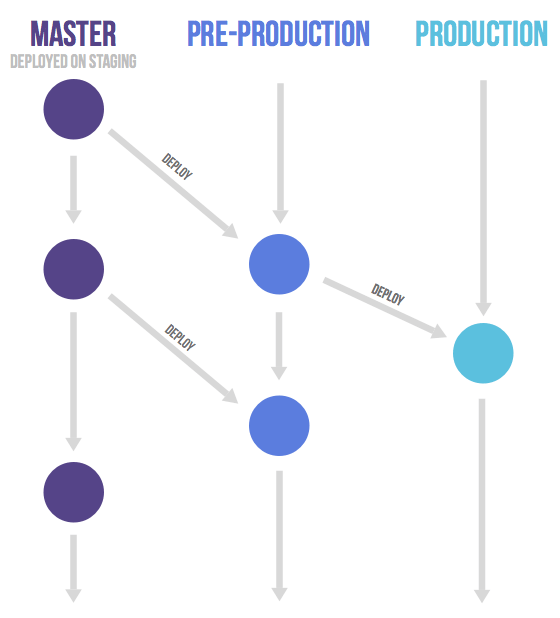 MASTER
DEPLOYED ON STAGING
PRE-PRODUCTION
PRODUCTION
DEPLOY
DEPLOY
DEPLOY